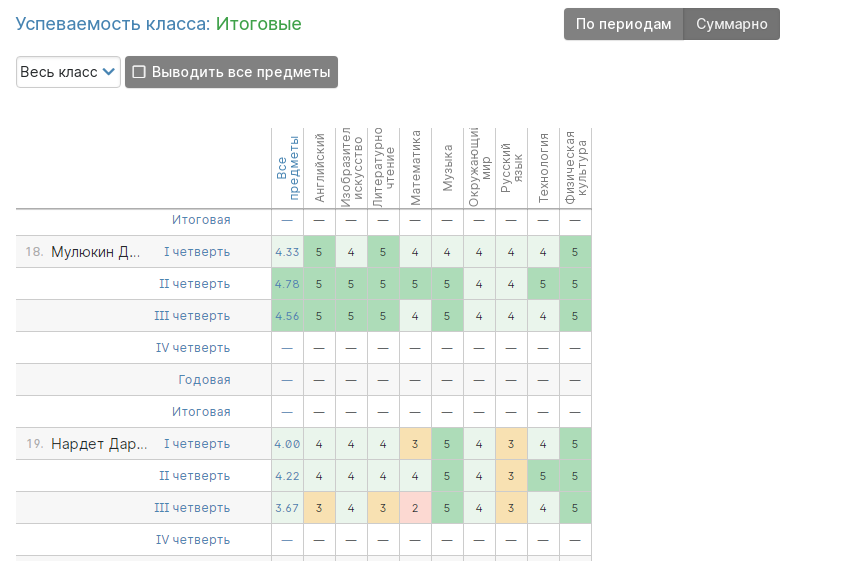 Успеваемость класса: Итоговые
По периодам Суммарно
Весь класс Выводить все предметы
Все предметы Английский Изобразител искусство Литературно чтение Математика Музыка Окружающий мир Русский язык Технология Физическая культура
Итоговая — — — — — — — — — —
18. Мулюкин Д... I четверть 4.33 5 4 5 4 4 4 4 4 5
II четверть 4.78 5 5 5 5 5 4 4 5 5
III четверть 4.56 5 5 5 4 5 4 4 4 5
IV четверть — — — — — — — — — —
Годовая — — — — — — — — — —
Итоговая — — — — — — — — — —
19. Нардет Дар... I четверть 4.00 4 4 4 3 5 4 3 4 5
II четверть 4.22 4 4 4 4 5 4 3 5 5
III четверть 3.67 3 4 3 2 5 4 3 4 5
IV четверть — — — — — — — — — —